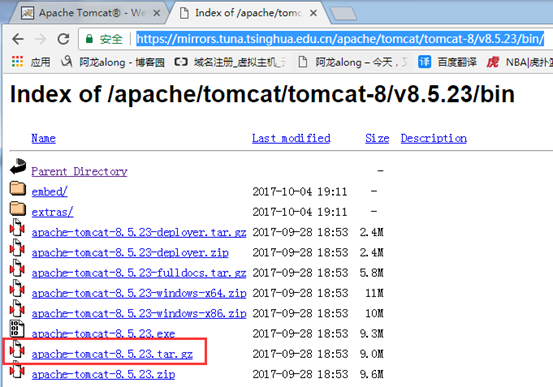 Apache Tomcat® - We
Index of /apache/tomc
安全 https://mirrors.tuna.tsinghua.edu.cn/apache/tomcat/tomcat-8/v8.5.23/bin/
应用 阿龙along - 博客园 域名注册_虚拟主机_ 阿龙along – 今天，又 译 百度翻译 虎 NBA|虎扑篮
Index of /apache/tomcat/tomcat-8/v8.5.23/bin
Name Last modified Size Description
Parent Directory -
embed/ 2017-10-04 19:11 -
extras/ 2017-10-04 19:11 -
apache-tomcat-8.5.23-deployer.tar.gz 2017-09-28 18:53 2.4M
apache-tomcat-8.5.23-deployer.zip 2017-09-28 18:53 2.4M
apache-tomcat-8.5.23-fulldocs.tar.gz 2017-09-28 18:53 5.8M
apache-tomcat-8.5.23-windows-x64.zip 2017-09-28 18:53 11M
apache-tomcat-8.5.23-windows-x86.zip 2017-09-28 18:53 10M
apache-tomcat-8.5.23.exe 2017-09-28 18:53 9.3M
apache-tomcat-8.5.23.tar.gz 2017-09-28 18:53 9.0M
apache-tomcat-8.5.23.zip 2017-09-28 18:53 9.6M